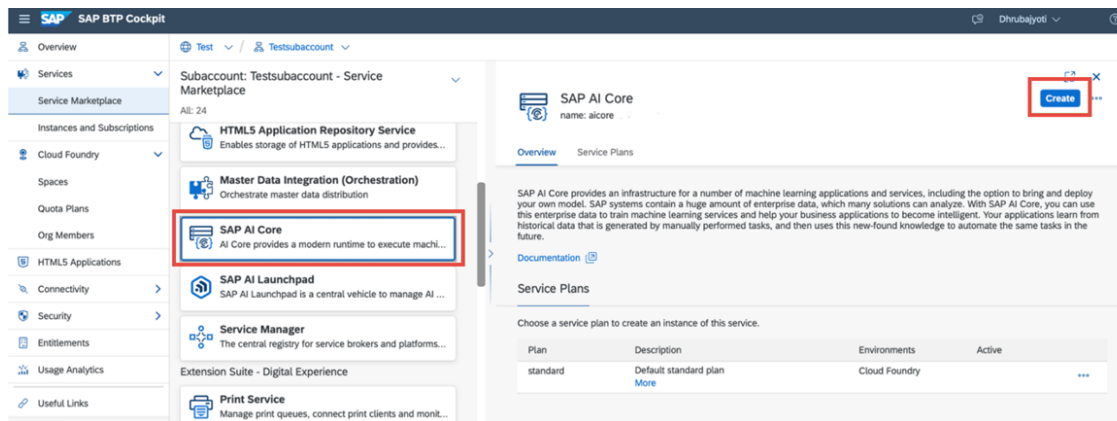 SAP SAP BTP Cockpit
Dhrubajyoti
Overview
Services
Service Marketplace
Instances and Subscriptions
Cloud Foundry
Spaces
Quota Plans
Org Members
HTML5 Applications
Connectivity
Security
Entitlements
Usage Analytics
Useful Links
Test / Testsubaccount
Subaccount: Testsubaccount - Service
Marketplace
All: 24
HTML5 Application Repository Service
Enables storage of HTML5 applications and provides...
Master Data Integration (Orchestration)
Orchestrate master data distribution
SAP AI Core
AI Core provides a modern runtime to execute machi...
SAP AI Launchpad
SAP AI Launchpad is a central vehicle to manage AI ...
Service Manager
The central registry for service brokers and platforms...
Extension Suite - Digital Experience
Print Service
Manage print queues, connect print clients and monit...
SAP AI Core
name: aicore
Create
Overview Service Plans
SAP AI Core provides an infrastructure for a number of machine learning applications and services, including the option to bring and deploy
your own model. SAP systems contain a huge amount of enterprise data, which many solutions can analyze. With SAP AI Core, you can use
this enterprise data to train machine learning services and help your business applications to become intelligent. Your applications learn from
historical data that is generated by manually performed tasks, and then uses this new-found knowledge to automate the same tasks in the
future.
Documentation
Service Plans
Choose a service plan to create an instance of this service.
Plan Description Environments Active
standard Default standard plan Cloud Foundry
More